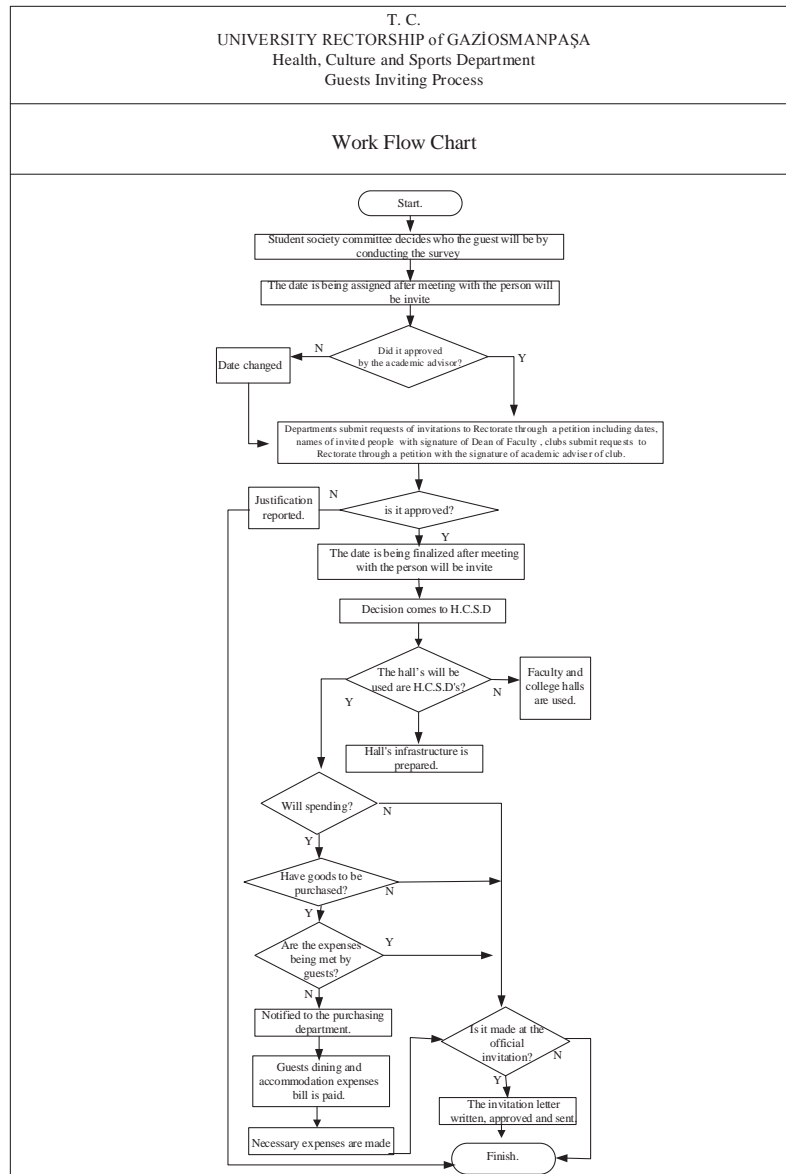 T. C.
UNIVERSITY RECTORSHIP of GAZİOSMANPAŞA
Health, Culture and Sports Department
Guests Inviting Process
Work Flow Chart
Start.
Student society committee decides who the guest will be by
conducting the survey
The date is being assigned after meeting with the person will
be invite
Did it approved
by the academic advisor?
N
Y
Date changed
Departments submit requests of invitations to Rectorate through a petition including dates,
names of invited people with signature of Dean of Faculty , clubs submit requests to
Rectorate through a petition with the signature of academic adviser of club.
Justification
reported.
N
is it approved?
Y
The date is being finalized after meeting
with the person will be invite
Decision comes to H.C.S.D
The hall’s will be
used are H.C.S.D's?
Y
N
Faculty and
college halls
are used.
Hall’s infrastructure is
prepared.
Will spending?
N
Y
Have goods to be
purchased?
N
Y
Are the expenses
being met by
guests?
Y
N
Notified to the purchasing
department.
Is it made at the
official
invitation?
N
Y
Guests dining and
accommodation expenses
bill is paid.
The invitation letter
written, approved and sent.
Necessary expenses are made
Finish.